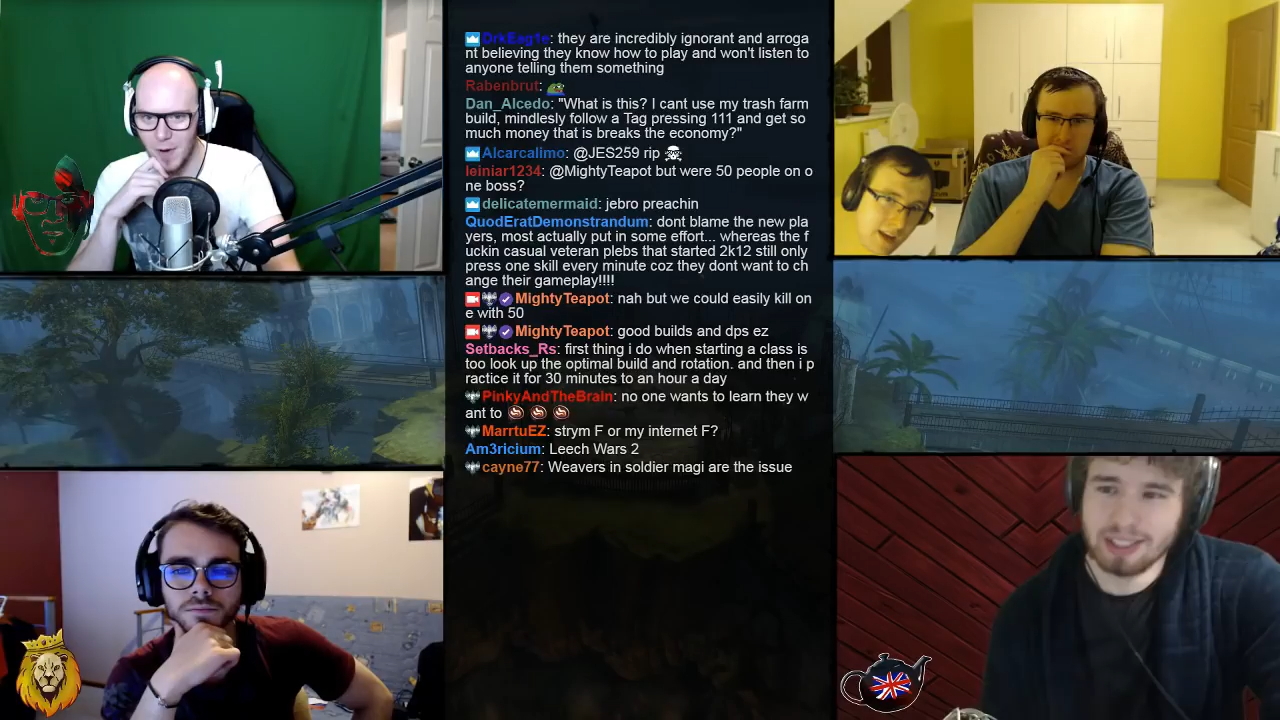 DrkEag1e: they are incredibly ignorant and arroga
nt believing they know how to play and won't listen to
anyone telling them something
Rabenbrut:
Dan_Alcedo: "What is this? I cant use my trash farm
build, mindlesly follow a Tag pressing 111 and get so
much money that is breaks the economy?"
Alcarcalimo: @JES259 rip ☠
leiniar1234: @MightyTeapot but were 50 people on o
ne boss?
delicatemermaid: jebro preachin
QuodEratDemonstrandum: dont blame the new pla
yers, most actually put in some effort... whereas the f
uckin casual veteran plebs that started 2k12 still only
press one skill every minute coz they dont want to ch
ange their gameplay!!!!
MightyTeapot: nah but we could easily kill on
e with 50
MightyTeapot: good builds and dps ez
Setbacks_Rs: first thing i do when starting a class is
too look up the optimal build and rotation. and then i p
ractice it for 30 minutes to an hour a day
PinkyAndTheBrain: no one wants to learn they w
ant to
MarrtuEZ: strym F or my internet F?
Am3ricium: Leech Wars 2
cayne77: Weavers in soldier magi are the issue